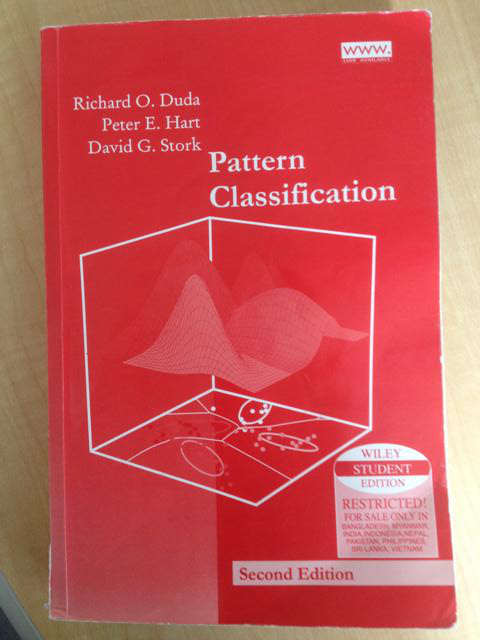 www.
LINK AVAILABLE
Richard O. Duda
Peter E. Hart
David G. Stork
Pattern
Classification
WILEY
STUDENT
EDITION
RESTRICTED!
FOR SALE ONLY IN
BANGLADESH, MYANMAR,
INDIA, INDONESIA, NEPAL,
PAKISTAN, PHILIPPINES,
SRI LANKA, VIETNAM
Second Edition